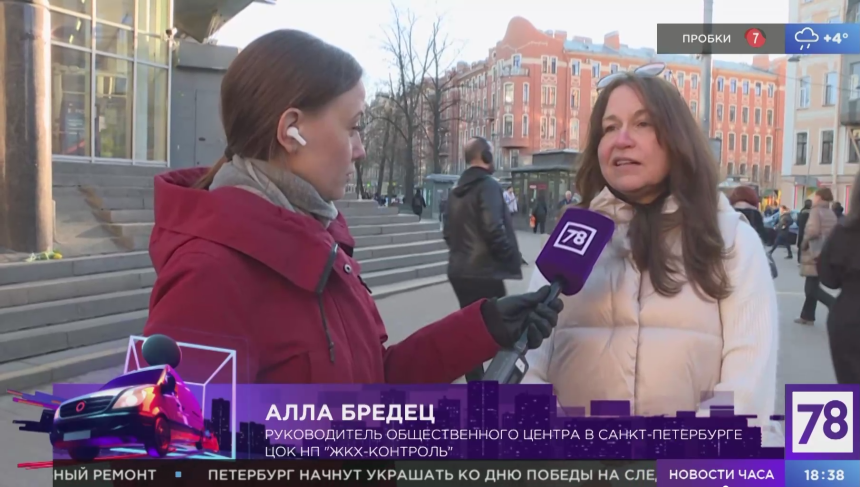 ПРОБКИ 7 +4°
78
АЛЛА БРЕДЕЦ
РУКОВОДИТЕЛЬ ОБЩЕСТВЕННОГО ЦЕНТРА В САНКТ-ПЕТЕРБУРГЕ
ЦОК НП "ЖКХ-КОНТРОЛЬ"
78
НЫЙ РЕМОНТ ▪ ПЕТЕРБУРГ НАЧНУТ УКРАШАТЬ КО ДНЮ ПОБЕДЫ НА СЛЕД НОВОСТИ ЧАСА 18:38